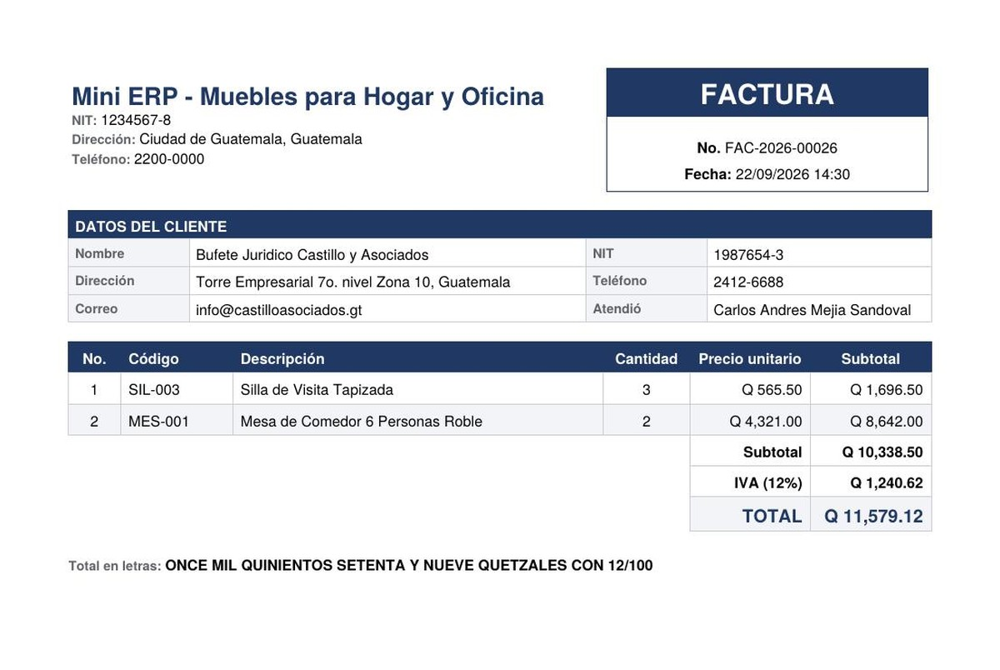 Mini ERP - Muebles para Hogar y Oficina
NIT: 1234567-8
Dirección: Ciudad de Guatemala, Guatemala
Teléfono: 2200-0000
FACTURA
No. FAC-2026-00026
Fecha: 22/09/2026 14:30
DATOS DEL CLIENTE
Nombre Bufete Juridico Castillo y Asociados NIT 1987654-3
Dirección Torre Empresarial 7o. nivel Zona 10, Guatemala Teléfono 2412-6688
Correo info@castilloasociados.gt Atendió Carlos Andres Mejia Sandoval
No. Código Descripción Cantidad Precio unitario Subtotal
1 SIL-003 Silla de Visita Tapizada 3 Q 565.50 Q 1,696.50
2 MES-001 Mesa de Comedor 6 Personas Roble 2 Q 4,321.00 Q 8,642.00
Subtotal Q 10,338.50
IVA (12%) Q 1,240.62
TOTAL Q 11,579.12
Total en letras: ONCE MIL QUINIENTOS SETENTA Y NUEVE QUETZALES CON 12/100